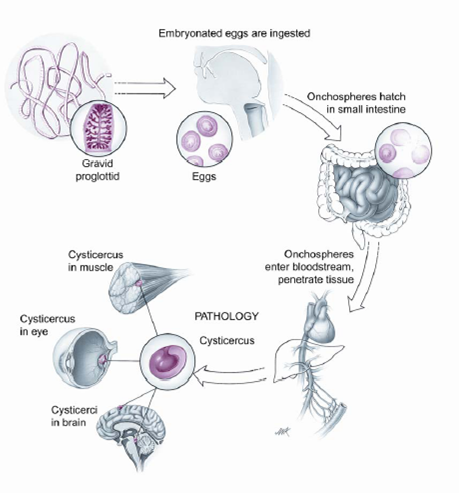 Embryonated eggs are ingested
Onchospheres hatch
in small intestine
Gravid
proglottid
Eggs
Onchospheres
enter bloodstream,
penetrate tissue
Cysticercus
in muscle
PATHOLOGY
Cysticercus
Cysticercus
in eye
Cysticerci
in brain